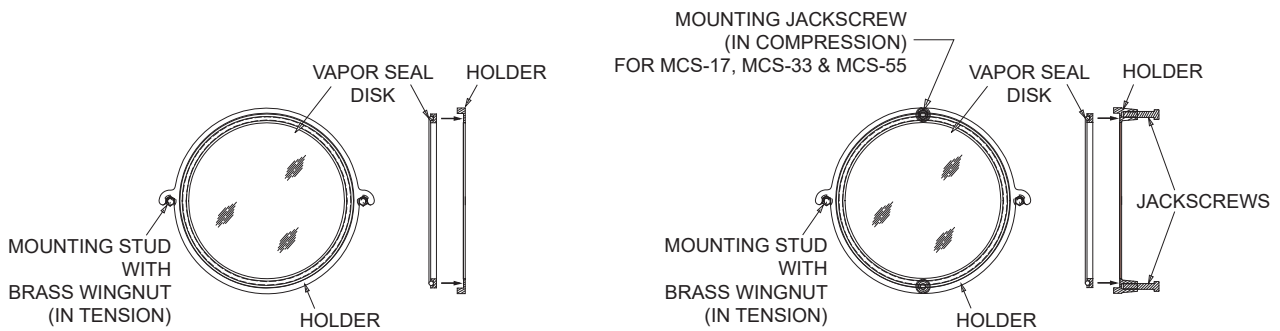 VAPOR SEAL
DISK
HOLDER
MOUNTING STUD
WITH
BRASS WINGNUT
(IN TENSION)
HOLDER
MOUNTING JACKSCREW
(IN COMPRESSION)
FOR MCS-17, MCS-33 & MCS-55
VAPOR SEAL
DISK
HOLDER
JACKSCREWS
MOUNTING STUD
WITH
BRASS WINGNUT
(IN TENSION)
HOLDER